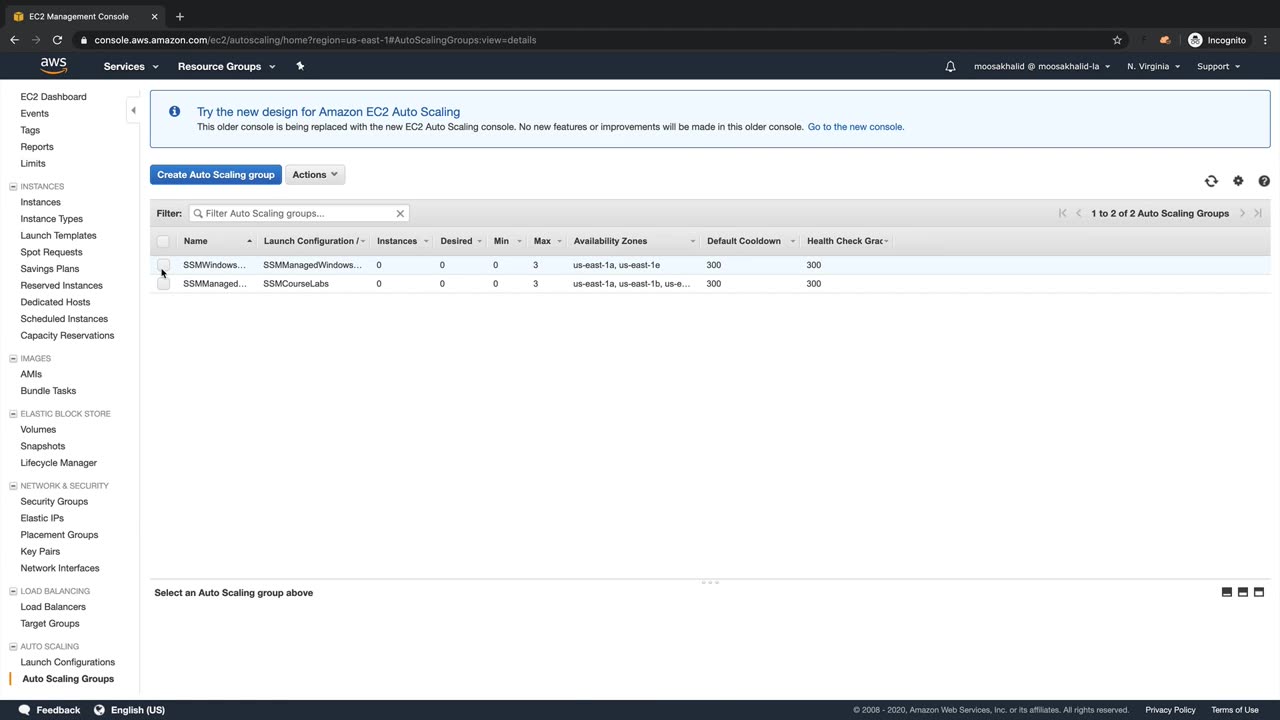 EC2 Management Console
console.aws.amazon.com/ec2/autoscaling/home?region=us-east-1#AutoScalingGroups:view=details
Incognito
aws
Services
Resource Groups
moosakhalid @ moosakhalid-la
N. Virginia
Support
EC2 Dashboard
Events
Tags
Reports
Limits
INSTANCES
Instances
Instance Types
Launch Templates
Spot Requests
Savings Plans
Reserved Instances
Dedicated Hosts
Scheduled Instances
Capacity Reservations
IMAGES
AMIs
Bundle Tasks
ELASTIC BLOCK STORE
Volumes
Snapshots
Lifecycle Manager
NETWORK & SECURITY
Security Groups
Elastic IPs
Placement Groups
Key Pairs
Network Interfaces
LOAD BALANCING
Load Balancers
Target Groups
AUTO SCALING
Launch Configurations
Auto Scaling Groups
Try the new design for Amazon EC2 Auto Scaling
This older console is being replaced with the new EC2 Auto Scaling console. No new features or improvements will be made in this older console. Go to the new console.
Create Auto Scaling group
Actions
Filter: Filter Auto Scaling groups...
1 to 2 of 2 Auto Scaling Groups
Name Launch Configuration / Instances Desired Min Max Availability Zones Default Cooldown Health Check Grac
SSMWindows... SSMManagedWindows... 0 0 0 3 us-east-1a, us-east-1e 300 300
SSMManaged... SSMCourseLabs 0 0 0 3 us-east-1a, us-east-1b, us-e... 300 300
Select an Auto Scaling group above
Feedback
English (US)
© 2008 - 2020, Amazon Web Services, Inc. or its affiliates. All rights reserved.
Privacy Policy
Terms of Use